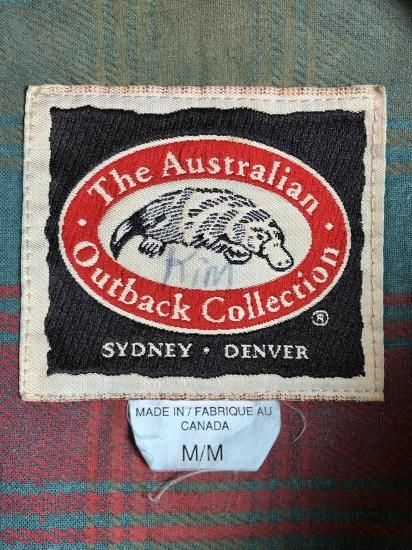 The Australian
Kim
Outback Collection
®
SYDNEY • DENVER
MADE IN / FABRIQUE AU
CANADA
M/M